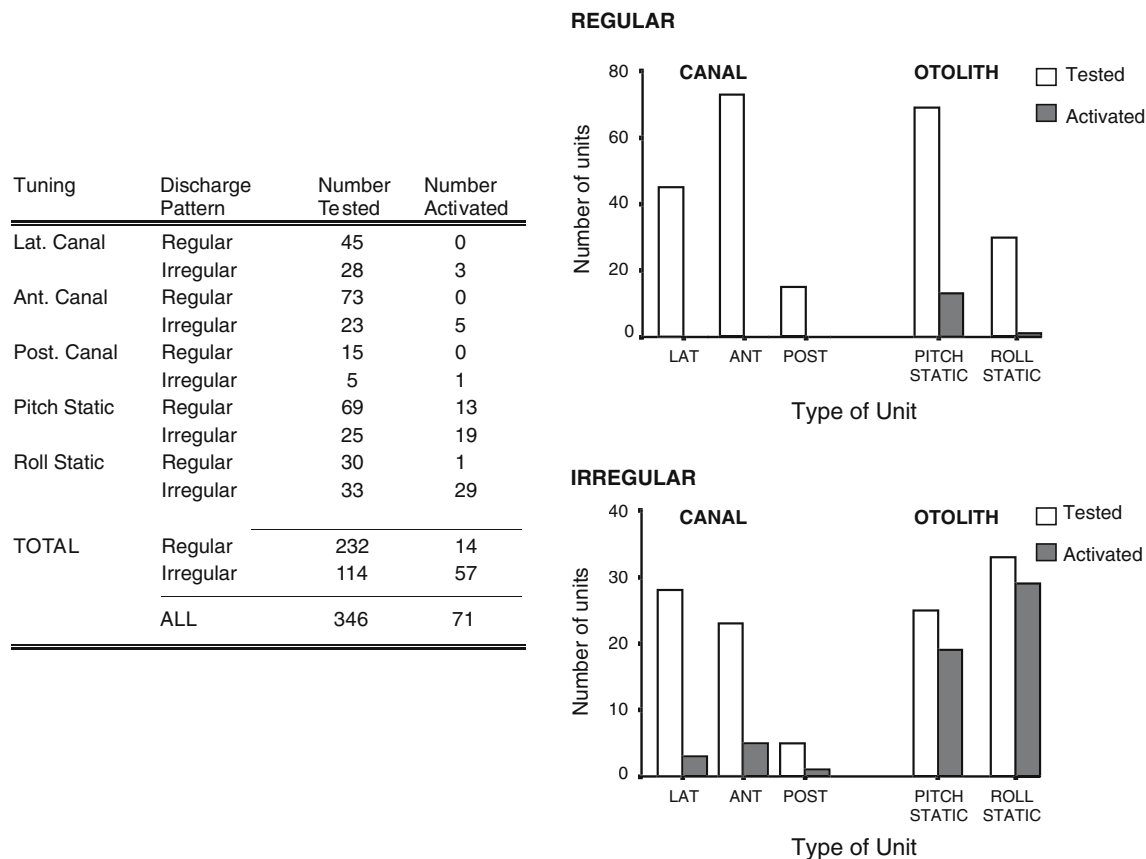 Tuning Discharge Pattern Number Tested Number Activated
Lat. Canal Regular 45 0
Irregular 28 3
Ant. Canal Regular 73 0
Irregular 23 5
Post. Canal Regular 15 0
Irregular 5 1
Pitch Static Regular 69 13
Irregular 25 19
Roll Static Regular 30 1
Irregular 33 29
TOTAL Regular 232 14
Irregular 114 57
ALL 346 71
REGULAR
CANAL OTOLITH
Tested
Activated
Number of units
80
60
40
20
0
LAT ANT POST PITCH STATIC ROLL STATIC
Type of Unit
IRREGULAR
CANAL OTOLITH
Tested
Activated
Number of units
40
30
20
10
0
LAT ANT POST PITCH STATIC ROLL STATIC
Type of Unit